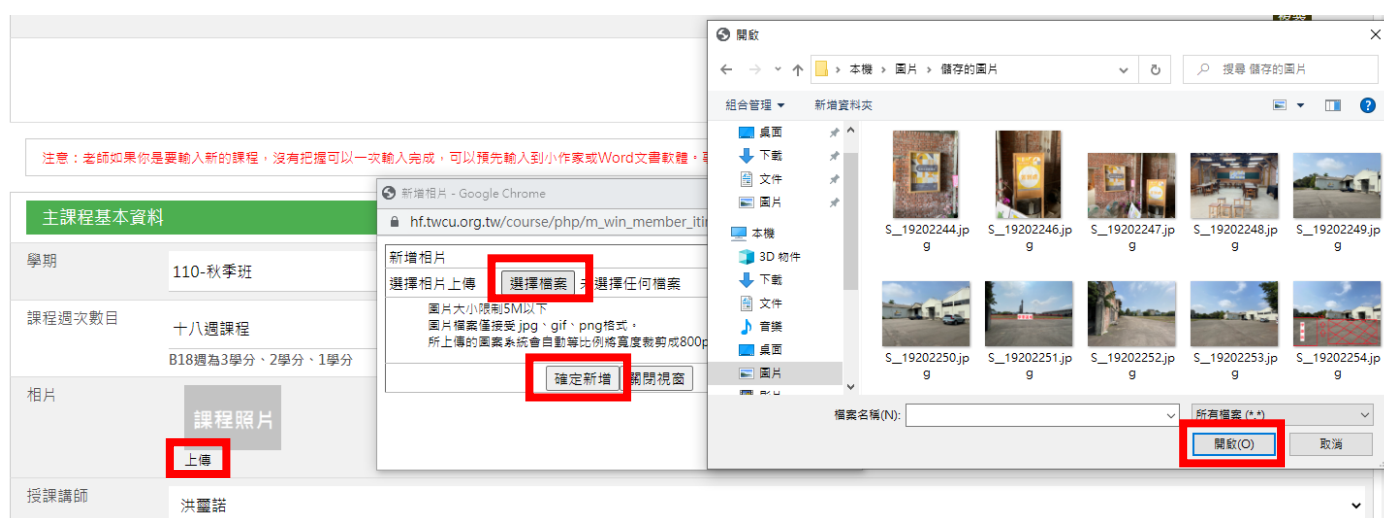 注意：老師如果你是要輸入新的課程，沒有把握可以一次輸入完成，可以預先輸入到小作家或Word文書軟體。
主課程基本資料
學期
110-秋季班
課程週次數目
十八週課程
B18週為3學分、2學分、1學分
相片
課程照片
上傳
授課講師
洪璽諾
新增相片 - Google Chrome
hf.twcu.org.tw/course/php/m_win_member_iti
新增相片
選擇相片上傳 選擇檔案 未選擇任何檔案
圖片大小限制5M以下
圖片檔案僅接受 jpg、gif、png格式。
所上傳的圖案系統會自動等比例將寬度裁剪成800p
確定新增 關閉視窗
開啟
本機 › 圖片 › 儲存的圖片
搜尋 儲存的圖片
組合管理 新增資料夾
桌面
下載
文件
圖片
本機
3D 物件
下載
文件
音樂
桌面
圖片
S__19202244.jpg
S__19202246.jpg
S__19202247.jpg
S__19202248.jpg
S__19202249.jpg
S__19202250.jpg
S__19202251.jpg
S__19202252.jpg
S__19202253.jpg
S__19202254.jpg
檔案名稱(N):
所有檔案 (*.*)
開啟(O) 取消